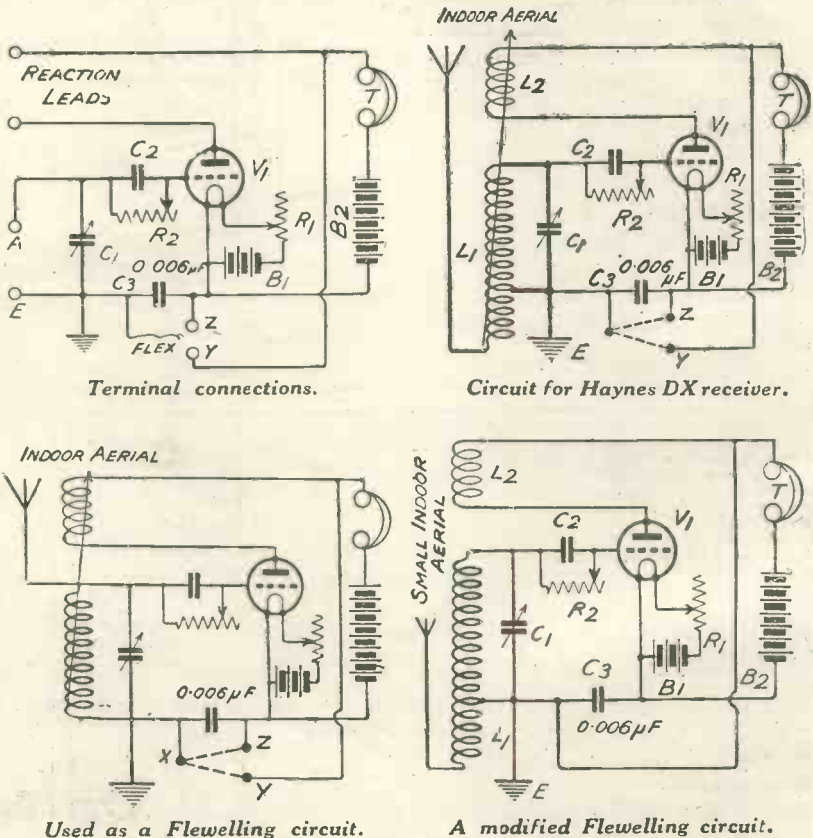 REACTION
LEADS
T
C2
V1
R2
R1
B2
A
C1
0.006µF
C3
B1
E
FLEX
Z
Y
Terminal connections.
INDOOR AERIAL
L2
T
C2
V1
R1
R2
L1
C1
0.006
µF
C3
B1
B2
Z
E
Y
Circuit for Haynes DX receiver.
INDOOR AERIAL
0.006µF
X
Z
Y
Used as a Flewelling circuit.
SMALL INDOOR
AERIAL
L2
T
C2
V1
R2
C1
R1
C3
B1
B2
0.006µF
L1
E
A modified Flewelling circuit.